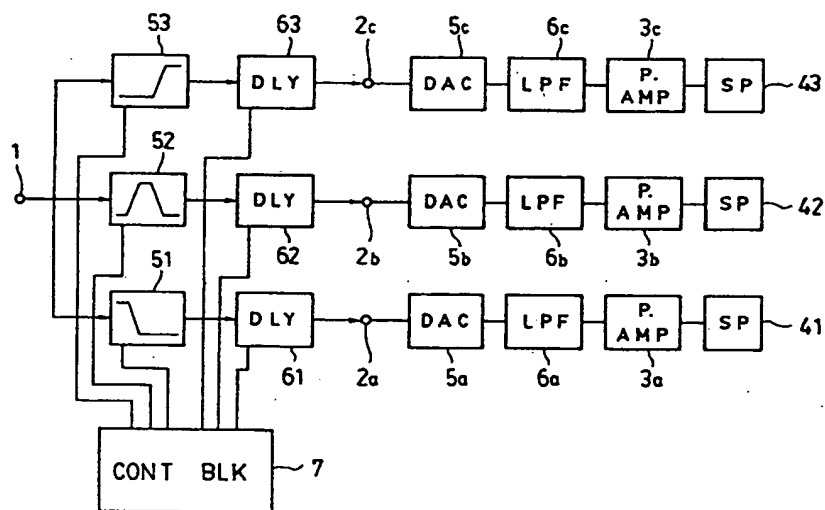 53 63 2c 5c 6c 3c
DLY DAC LPF P. AMP SP 43
1 52
DLY DAC LPF P. AMP SP 42
62 2b 5b 6b 3b
51
DLY DAC LPF P. AMP SP 41
61 2a 5a 6a 3a
CONT BLK 7